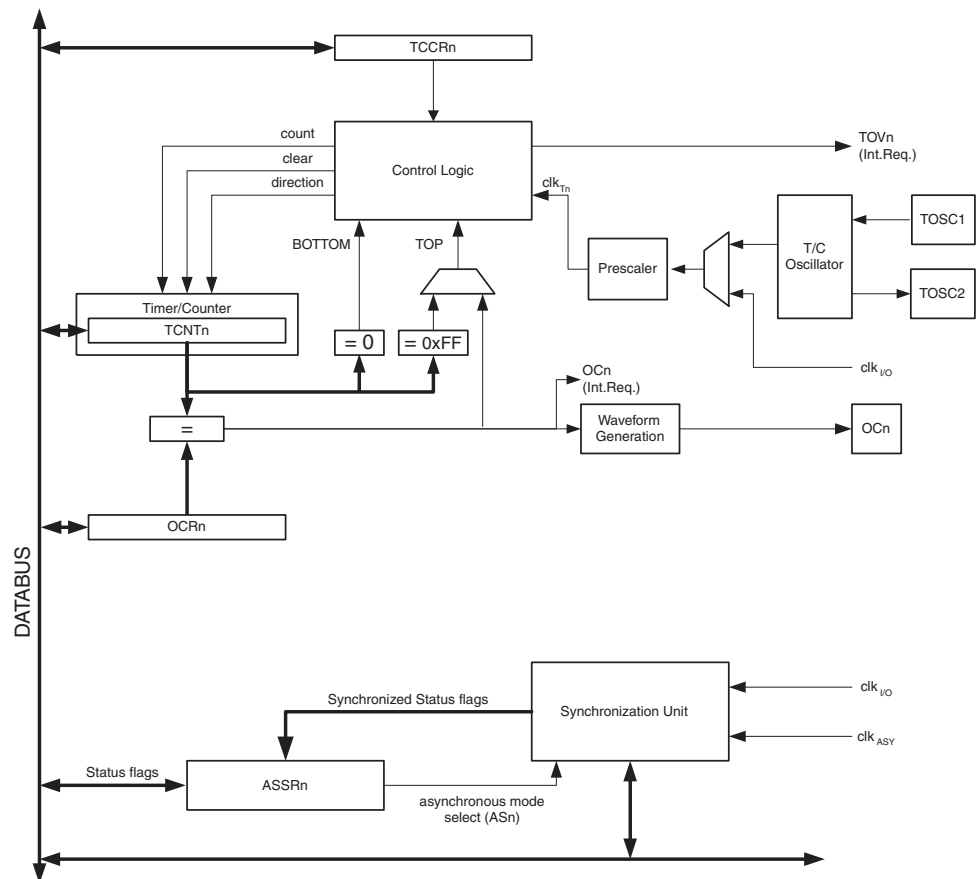 TCCRn
count
clear
direction
Control Logic
TOVn
(Int.Req.)
clkTn
BOTTOM
TOP
Prescaler
T/C
Oscillator
TOSC1
TOSC2
Timer/Counter
TCNTn
= 0
= 0xFF
clkI/O
OCn
(Int.Req.)
=
Waveform
Generation
OCn
OCRn
DATABUS
Synchronized Status flags
Synchronization Unit
clkI/O
clkASY
Status flags
ASSRn
asynchronous mode
select (ASn)